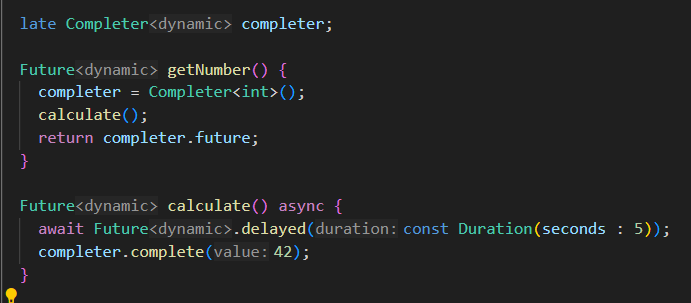 late Completer<dynamic> completer;
Future<dynamic> getNumber() {
completer = Completer<int>();
calculate();
return completer.future;
}
Future<dynamic> calculate() async {
await Future<dynamic>.delayed(duration: const Duration(seconds : 5));
completer.complete(value: 42);
}